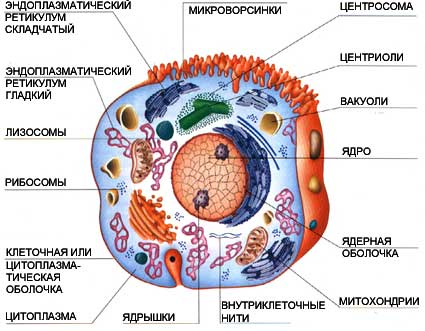 ЭНДОПЛАЗМАТИЧЕСКИЙ
РЕТИКУЛУМ
СКЛАДЧАТЫЙ
ЭНДОПЛАЗМАТИЧЕСКИЙ
РЕТИКУЛУМ
ГЛАДКИЙ
ЛИЗОСОМЫ
РИБОСОМЫ
КЛЕТОЧНАЯ ИЛИ
ЦИТОПЛАЗМА-
ТИЧЕСКАЯ
ОБОЛОЧКА
ЦИТОПЛАЗМА
МИКРОВОРСИНКИ
ЯДРЫШКИ
ВНУТРИКЛЕТОЧНЫЕ
НИТИ
ЦЕНТРОСОМА
ЦЕНТРИОЛИ
ВАКУОЛИ
ЯДРО
ЯДЕРНАЯ
ОБОЛОЧКА
МИТОХОНДРИИ